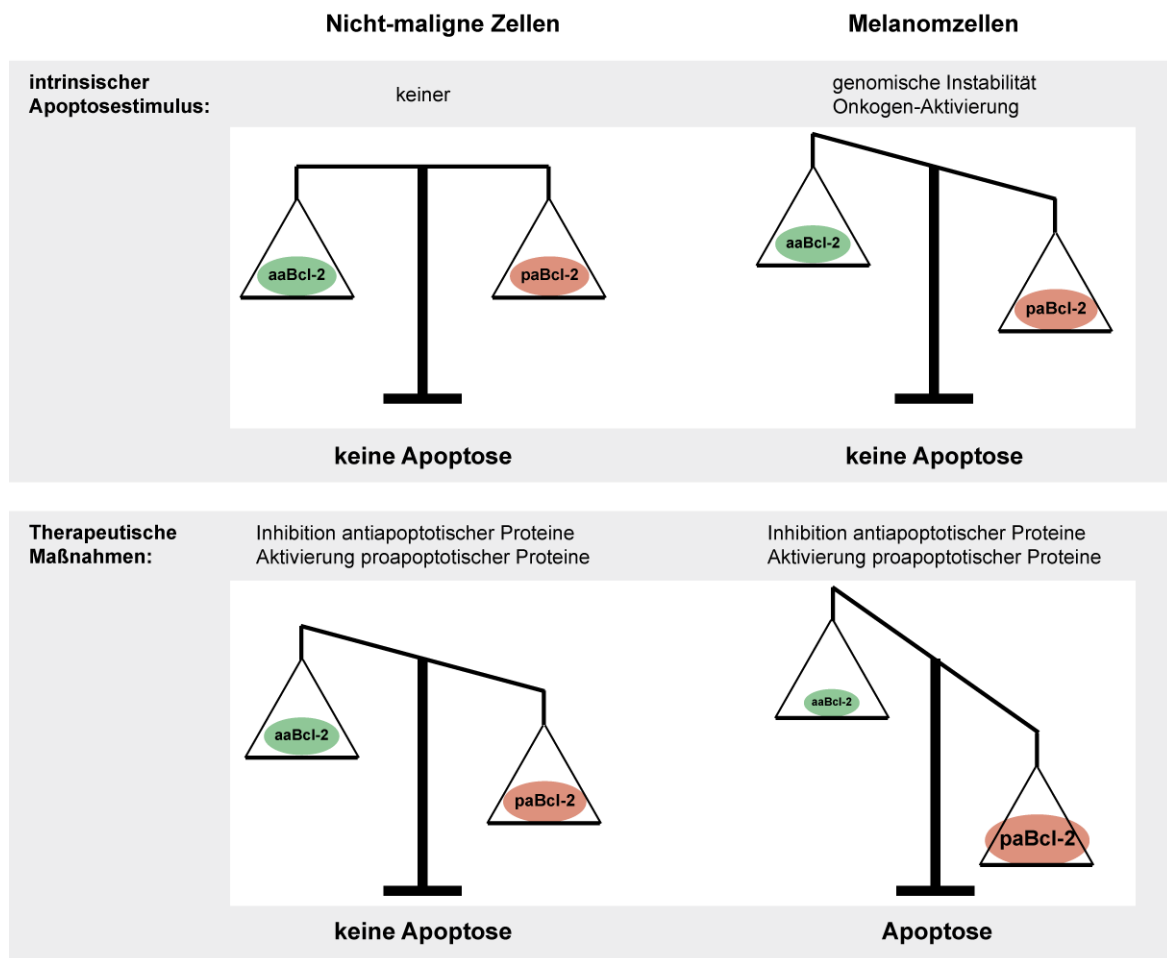 Nicht-maligne Zellen
Melanomzellen
intrinsischer
Apoptosestimulus:
keiner
genomische Instabilität
Onkogen-Aktivierung
aaBcl-2
paBcl-2
aaBcl-2
paBcl-2
keine Apoptose
keine Apoptose
Therapeutische
Maßnahmen:
Inhibition antiapoptotischer Proteine
Aktivierung proapoptotischer Proteine
Inhibition antiapoptotischer Proteine
Aktivierung proapoptotischer Proteine
aaBcl-2
paBcl-2
aaBcl-2
paBcl-2
keine Apoptose
Apoptose